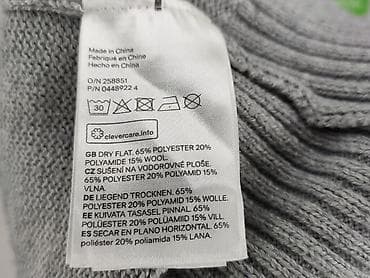 Made in China
Fabriqué en Chine
Hecho en China
O/N 258851
P/N 0448922 4
30
clevercare.info
GB DRY FLAT. 65% POLYESTER 20%
POLYAMIDE 15% WOOL.
CZ SUŠENÍ NA VODOROVNÉ PLOŠE.
65% POLYESTER 20% POLYAMID 15%
VLNA.
DE LIEGEND TROCKNEN. 65%
POLYESTER 20% POLYAMID 15% WOLLE.
EE KUIVATA TASASEL PINNAL. 65%
POLÜESTER 20% POLÜAMIID 15% VILL.
ES SECAR EN PLANO HORIZONTAL. 65%
poliéster 20% poliamida 15% LANA.